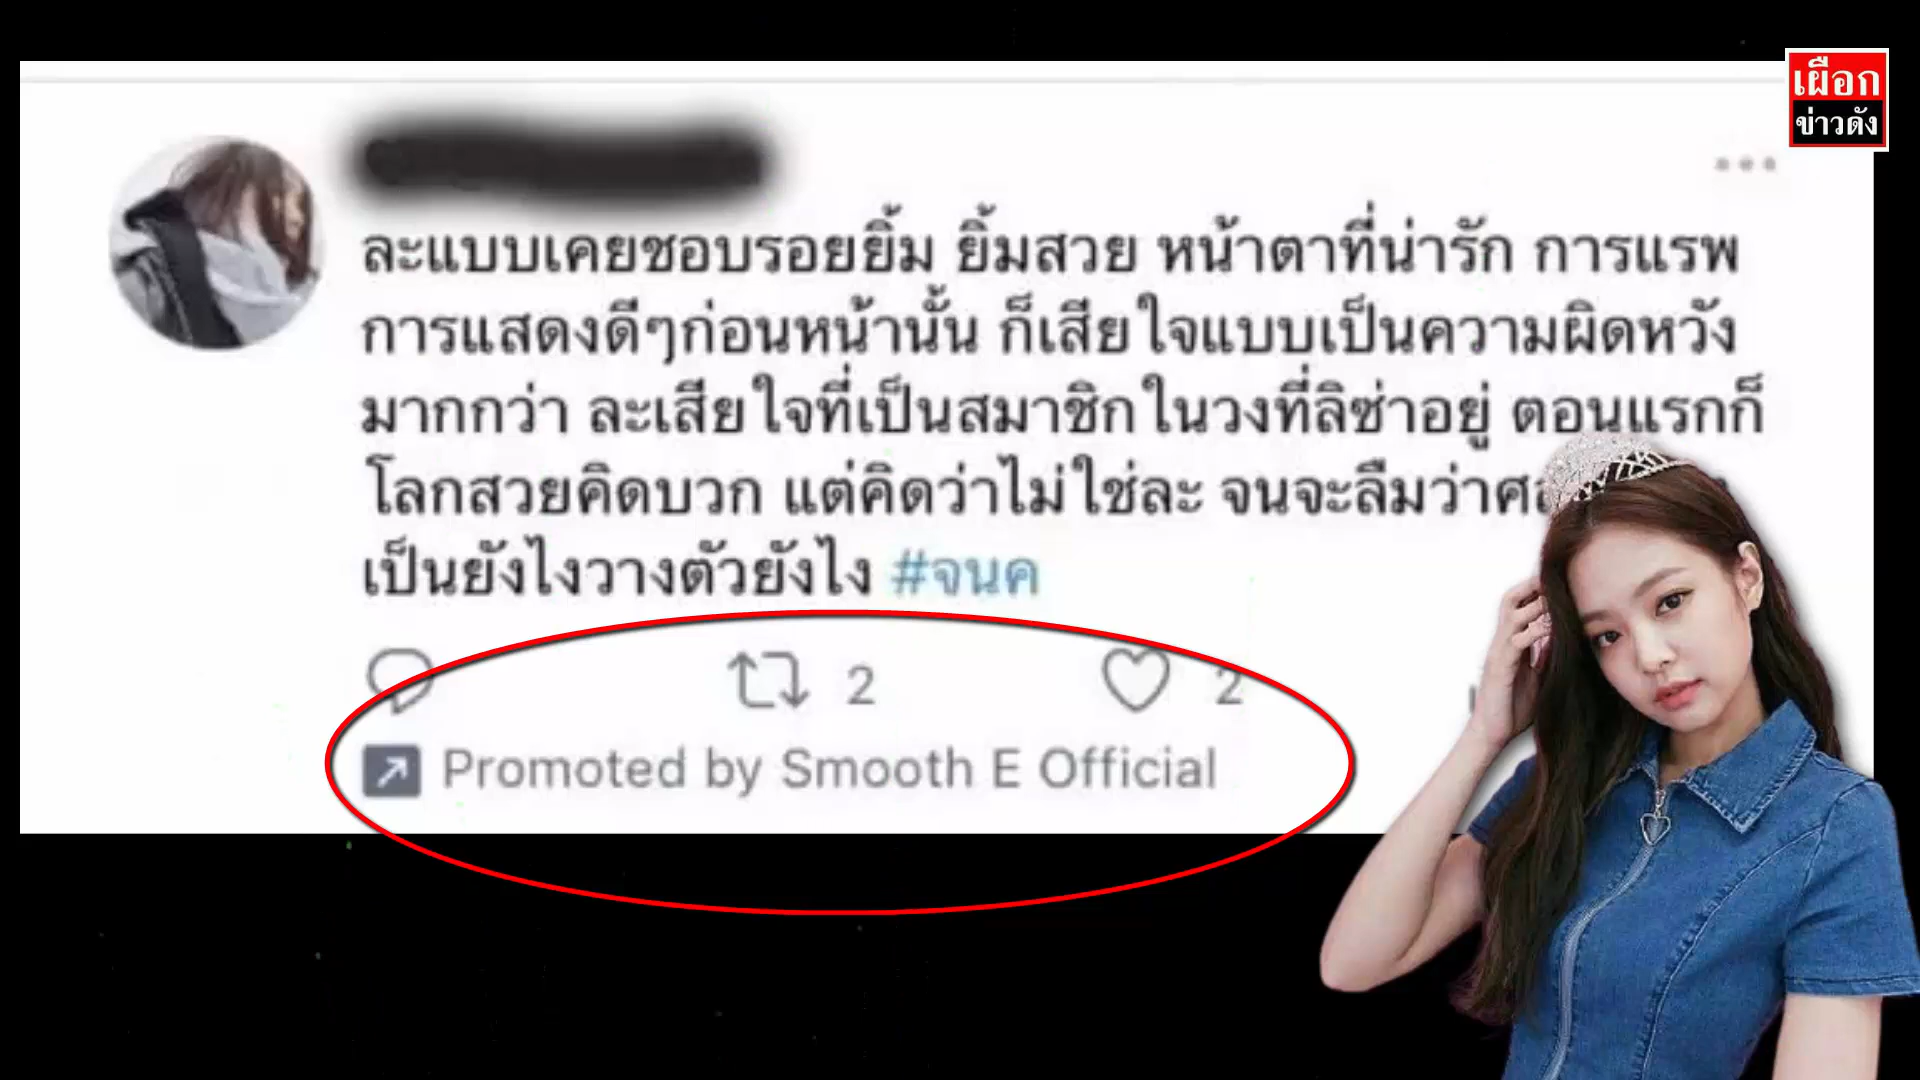 เผือก
ข่าวดัง
ละแบบเคยชอบรอยยิ้ม ยิ้มสวย หน้าตาที่น่ารัก การแรพ
การแสดงดีๆก่อนหน้านั้น ก็เสียใจแบบเป็นความผิดหวัง
มากกว่า ละเสียใจที่เป็นสมาชิกในวงที่ลิซ่าอยู่ ตอนแรกก็
โลกสวยคิดบวก แต่คิดว่าไม่ใช่ละ จนจะลืมว่า
เป็นยังไงวางตัวยังไง #จนค
2 2
Promoted by Smooth E Official